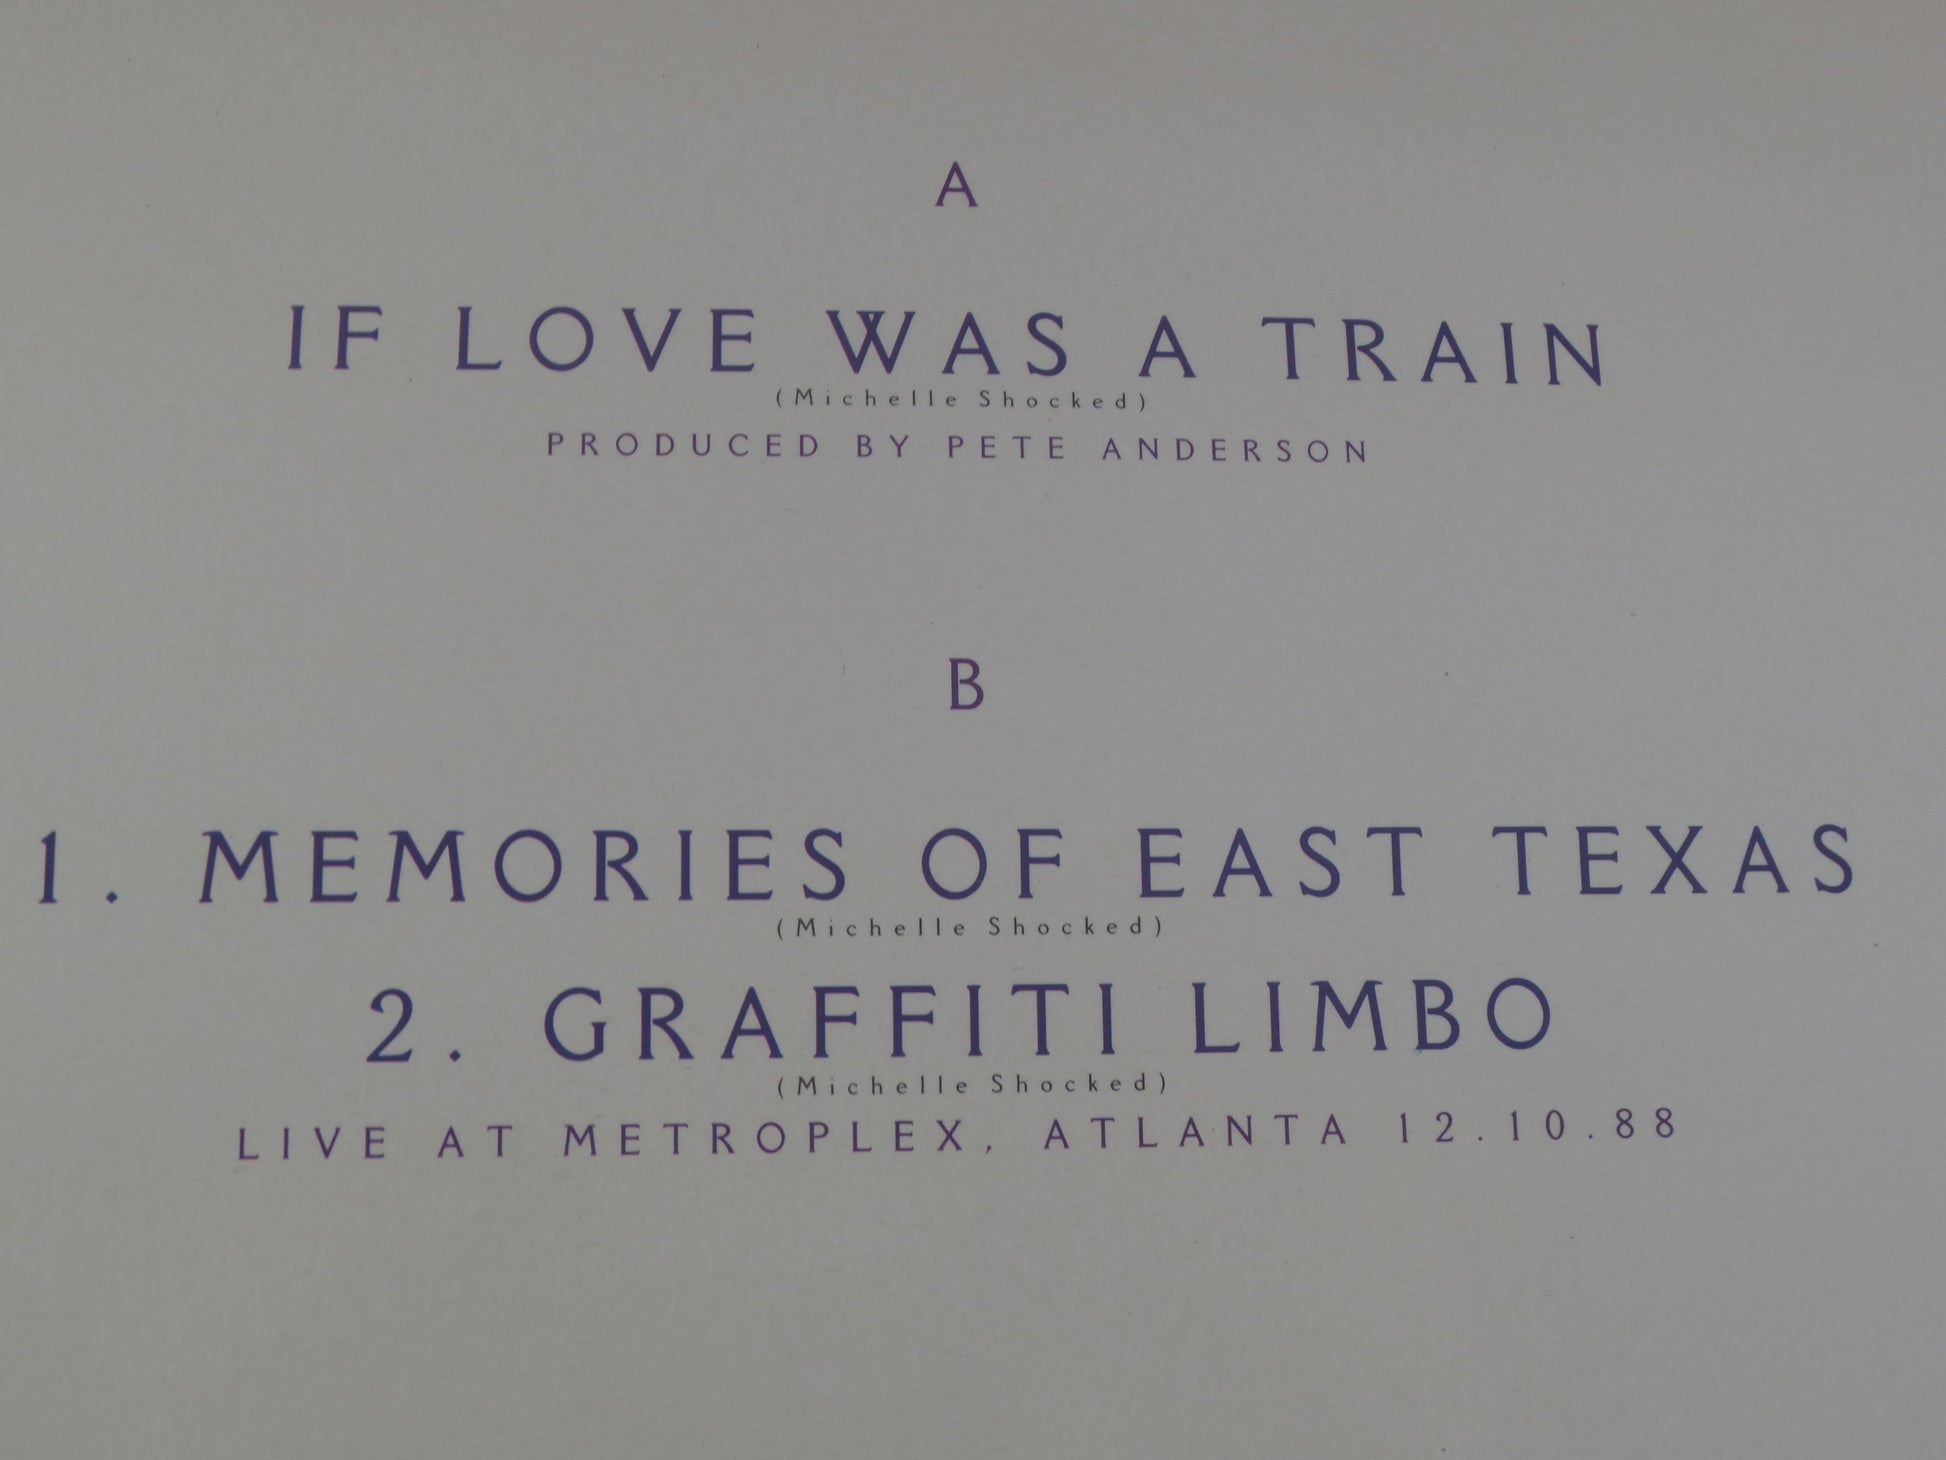 A
IF LOVE WAS A TRAIN
(Michelle Shocked)
PRODUCED BY PETE ANDERSON
B
1. MEMORIES OF EAST TEXAS
(Michelle Shocked)
2. GRAFFITI LIMBO
(Michelle Shocked)
LIVE AT METROPLEX, ATLANTA 12.10.88